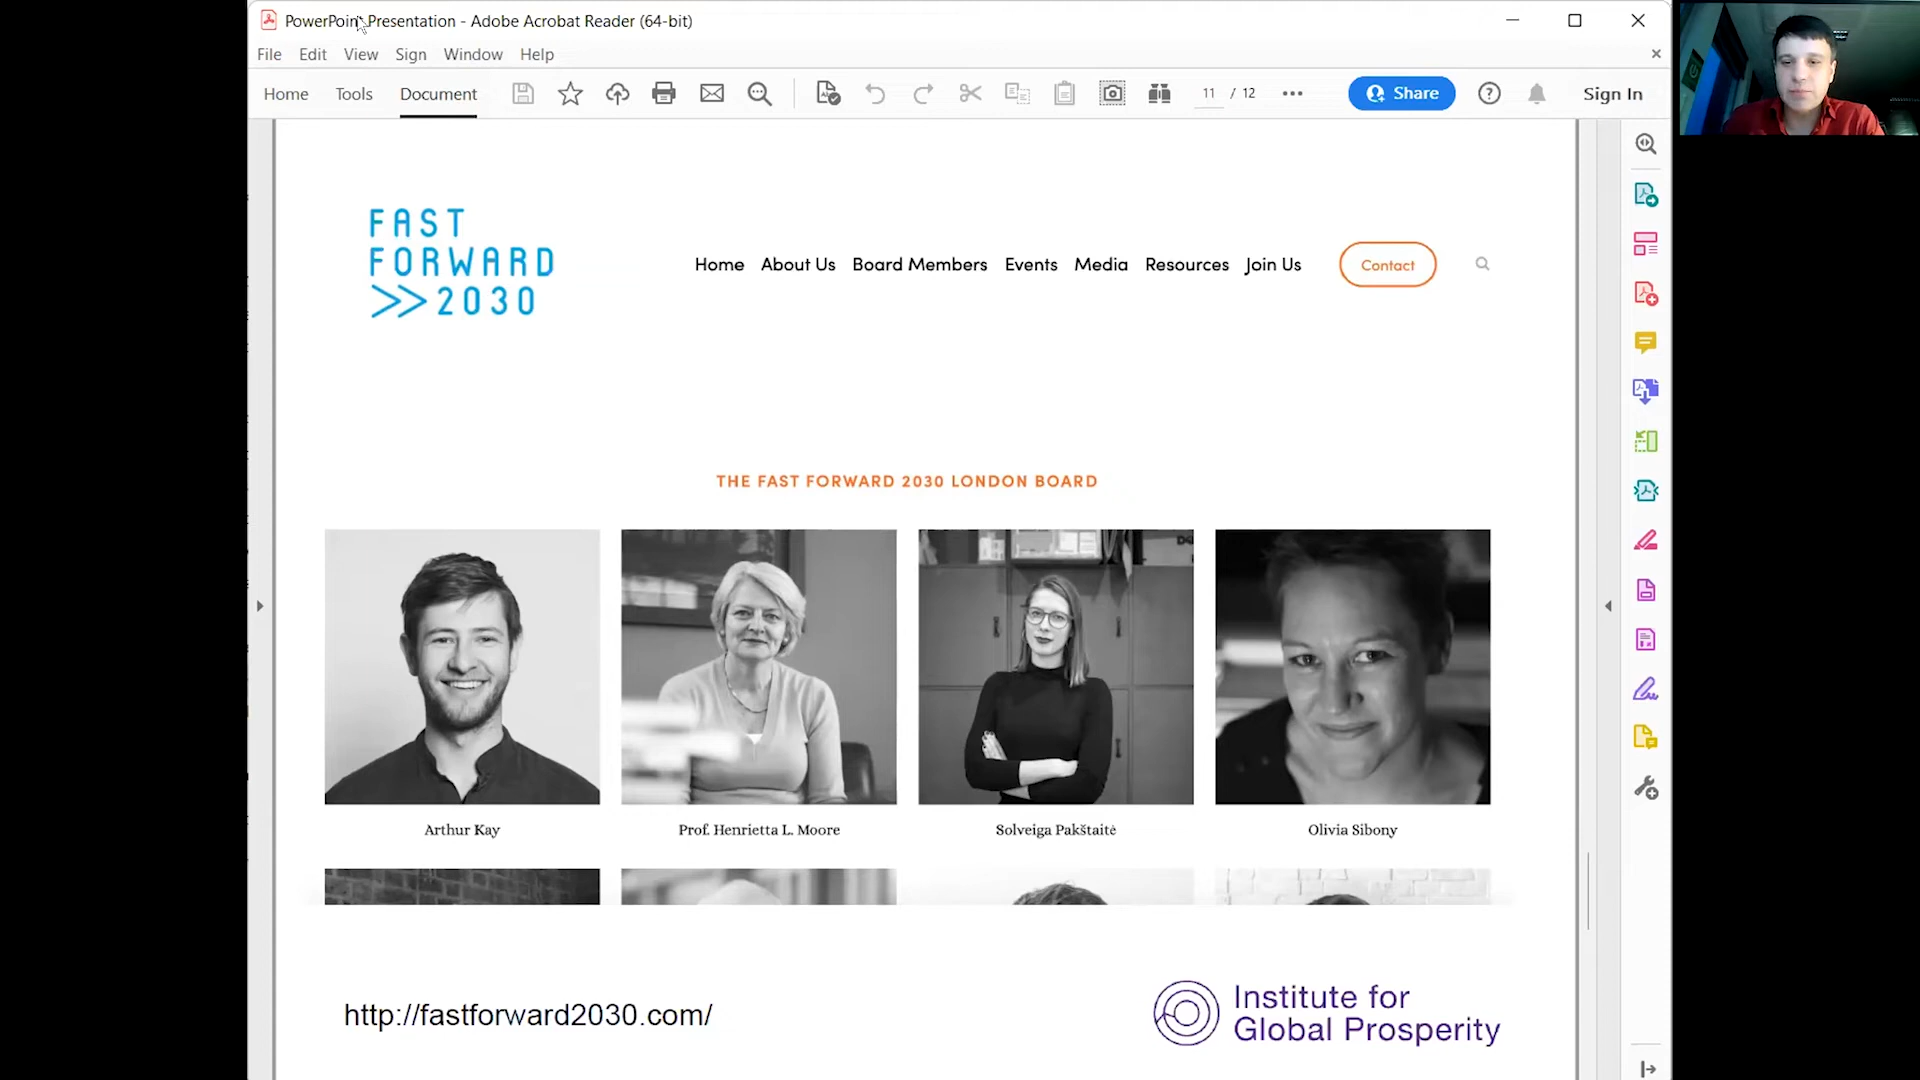 PowerPoint Presentation - Adobe Acrobat Reader (64-bit)
File Edit View Sign Window Help
Home Tools Document 11 / 12 Share Sign In
FAST
FORWARD
>>2030
Home About Us Board Members Events Media Resources Join Us Contact
THE FAST FORWARD 2030 LONDON BOARD
Arthur Kay Prof. Henrietta L. Moore Solveiga Pakštaitė Olivia Sibony
http://fastforward2030.com/
Institute for
Global Prosperity